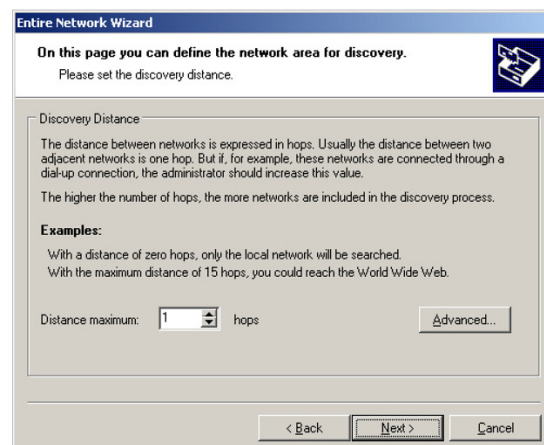 Entire Network Wizard
On this page you can define the network area for discovery.
Please set the discovery distance.
Discovery Distance
The distance between networks is expressed in hops. Usually the distance between two
adjacent networks is one hop. But if, for example, these networks are connected through a
dial-up connection, the administrator should increase this value.
The higher the number of hops, the more networks are included in the discovery process.
Examples:
With a distance of zero hops, only the local network will be searched.
With the maximum distance of 15 hops, you could reach the World Wide Web.
Distance maximum: 1 hops Advanced...
< Back Next > Cancel